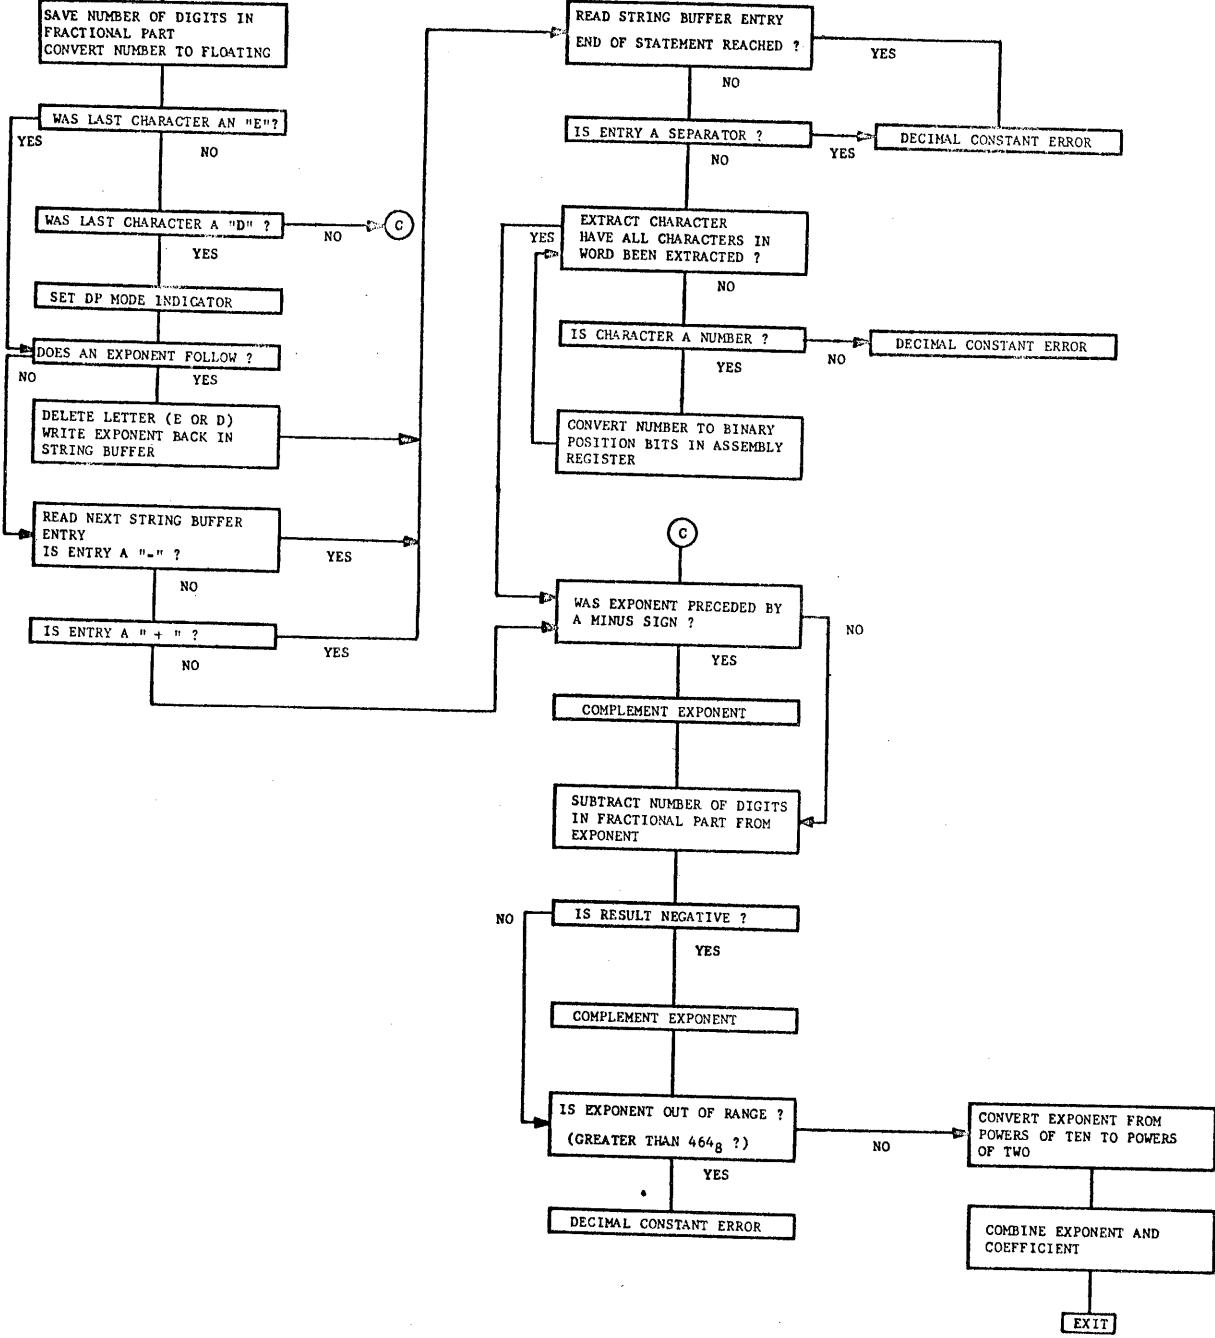 SAVE NUMBER OF DIGITS IN
FRACTIONAL PART
CONVERT NUMBER TO FLOATING
WAS LAST CHARACTER AN "E"?
YES
NO
WAS LAST CHARACTER A "D" ?
NO
C
YES
SET DP MODE INDICATOR
DOES AN EXPONENT FOLLOW ?
NO
YES
DELETE LETTER (E OR D)
WRITE EXPONENT BACK IN
STRING BUFFER
READ NEXT STRING BUFFER
ENTRY
IS ENTRY A "-" ?
YES
NO
IS ENTRY A " + " ?
YES
NO
READ STRING BUFFER ENTRY
END OF STATEMENT REACHED ?
YES
NO
IS ENTRY A SEPARATOR ?
YES
NO
DECIMAL CONSTANT ERROR
EXTRACT CHARACTER
HAVE ALL CHARACTERS IN
WORD BEEN EXTRACTED ?
YES
NO
IS CHARACTER A NUMBER ?
NO
YES
DECIMAL CONSTANT ERROR
CONVERT NUMBER TO BINARY
POSITION BITS IN ASSEMBLY
REGISTER
C
WAS EXPONENT PRECEDED BY
A MINUS SIGN ?
NO
YES
COMPLEMENT EXPONENT
SUBTRACT NUMBER OF DIGITS
IN FRACTIONAL PART FROM
EXPONENT
IS RESULT NEGATIVE ?
NO
YES
COMPLEMENT EXPONENT
IS EXPONENT OUT OF RANGE ?
(GREATER THAN 464₈ ?)
NO
YES
DECIMAL CONSTANT ERROR
CONVERT EXPONENT FROM
POWERS OF TEN TO POWERS
OF TWO
COMBINE EXPONENT AND
COEFFICIENT
EXIT